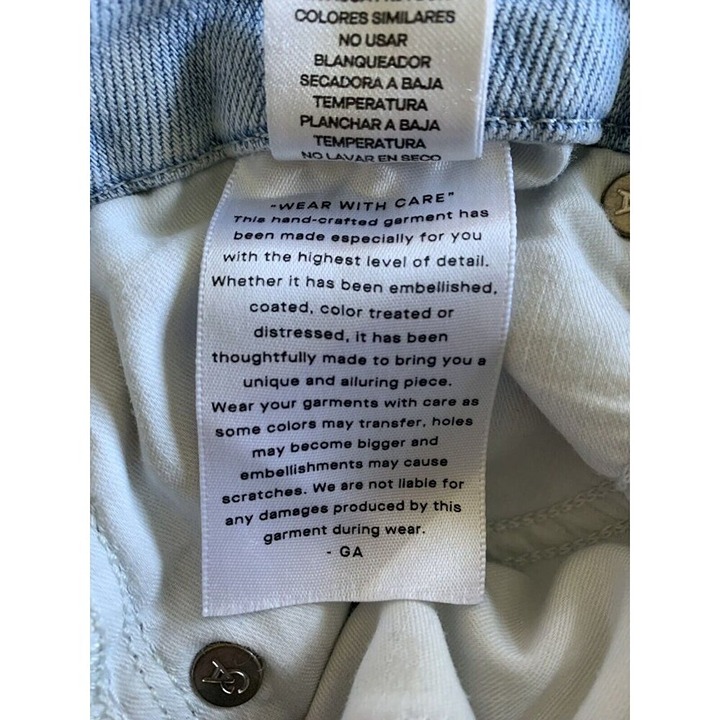 COLORES SIMILARES
NO USAR
BLANQUEADOR
SECADORA A BAJA
TEMPERATURA
PLANCHAR A BAJA
TEMPERATURA
NO LAVAR EN SECO
"WEAR WITH CARE"
This hand-crafted garment has
been made especially for you
with the highest level of detail.
Whether it has been embellished,
coated, color treated or
distressed, it has been
thoughtfully made to bring you a
unique and alluring piece.
Wear your garments with care as
some colors may transfer, holes
may become bigger and
embellishments may cause
scratches. We are not liable for
any damages produced by this
garment during wear.
- GA